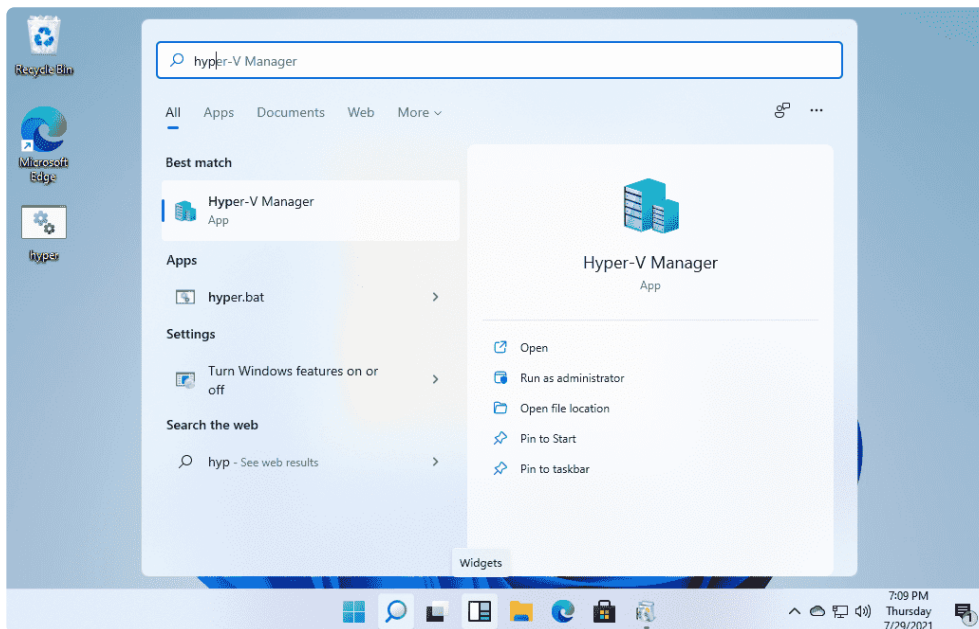 Recycle Bin
Microsoft
Edge
hyper
hyper-V Manager
All Apps Documents Web More
Best match
Hyper-V Manager
App
Apps
hyper.bat
Settings
Turn Windows features on or
off
Search the web
hyp - See web results
Hyper-V Manager
App
Open
Run as administrator
Open file location
Pin to Start
Pin to taskbar
Widgets
7:09 PM
Thursday
7/29/2021
1